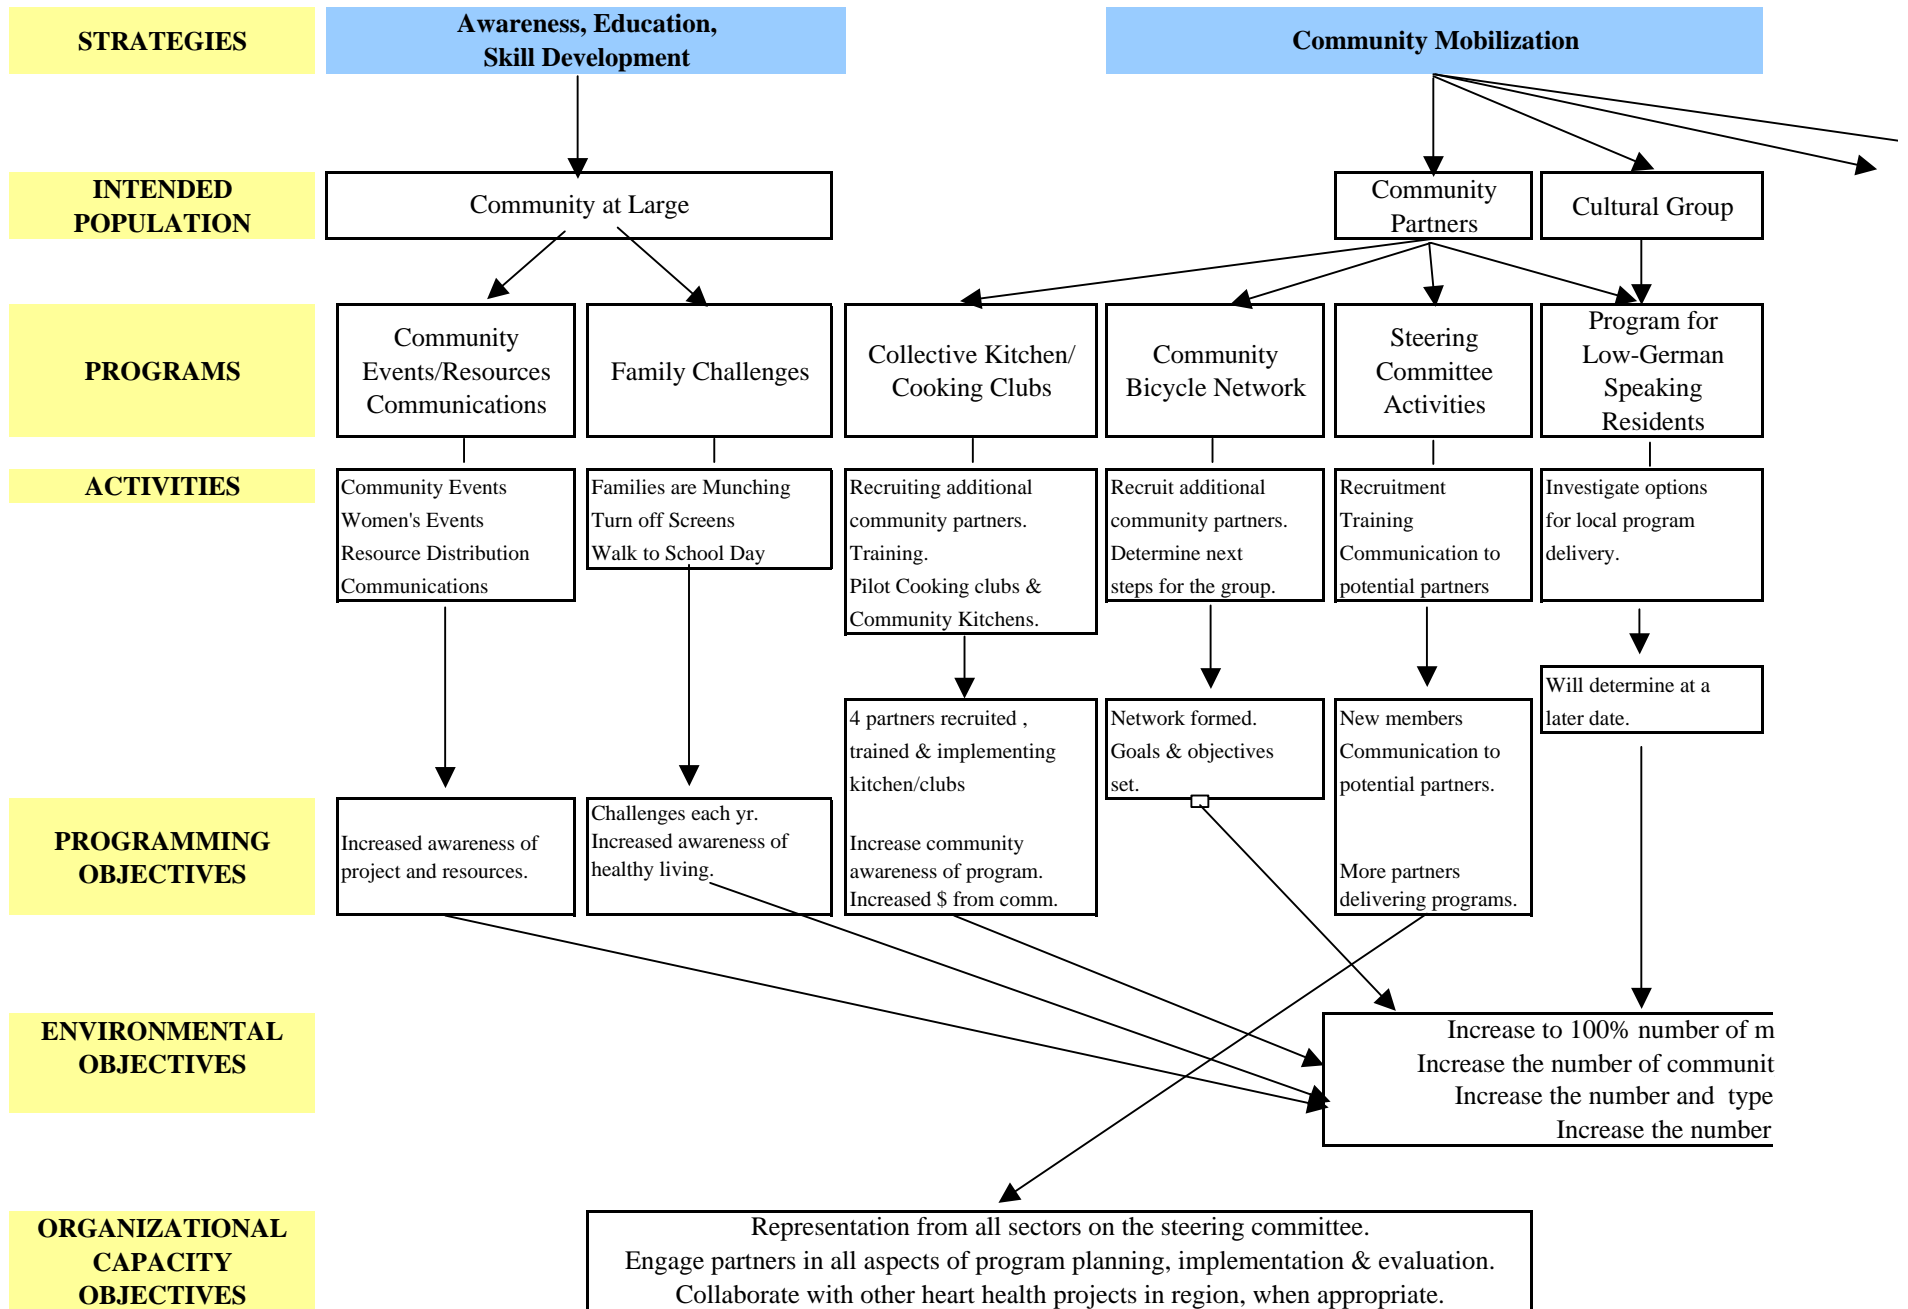 STRATEGIES
Awareness, Education,
Skill Development
Community Mobilization
INTENDED
POPULATION
Community at Large
Community
Partners
Cultural Group
PROGRAMS
Community
Events/Resources
Communications
Family Challenges
Collective Kitchen/
Cooking Clubs
Community
Bicycle Network
Steering
Committee
Activities
Program for
Low-German
Speaking
Residents
ACTIVITIES
Community Events
Women's Events
Resource Distribution
Communications
Families are Munching
Turn off Screens
Walk to School Day
Recruiting additional
community partners.
Training.
Pilot Cooking clubs &
Community Kitchens.
Recruit additional
community partners.
Determine next
steps for the group.
Recruitment
Training
Communication to
potential partners
Investigate options
for local program
delivery.
PROGRAMMING
OBJECTIVES
Increased awareness of
project and resources.
Challenges each yr.
Increased awareness of
healthy living.
4 partners recruited ,
trained & implementing
kitchen/clubs
Increase community
awareness of program.
Increased $ from comm.
Network formed.
Goals & objectives
set.
New members
Communication to
potential partners.
More partners
delivering programs.
Will determine at a
later date.
ENVIRONMENTAL
OBJECTIVES
Increase to 100% number of m
Increase the number of communit
Increase the number and type
Increase the number
ORGANIZATIONAL
CAPACITY
OBJECTIVES
Representation from all sectors on the steering committee.
Engage partners in all aspects of program planning, implementation & evaluation.
Collaborate with other heart health projects in region, when appropriate.